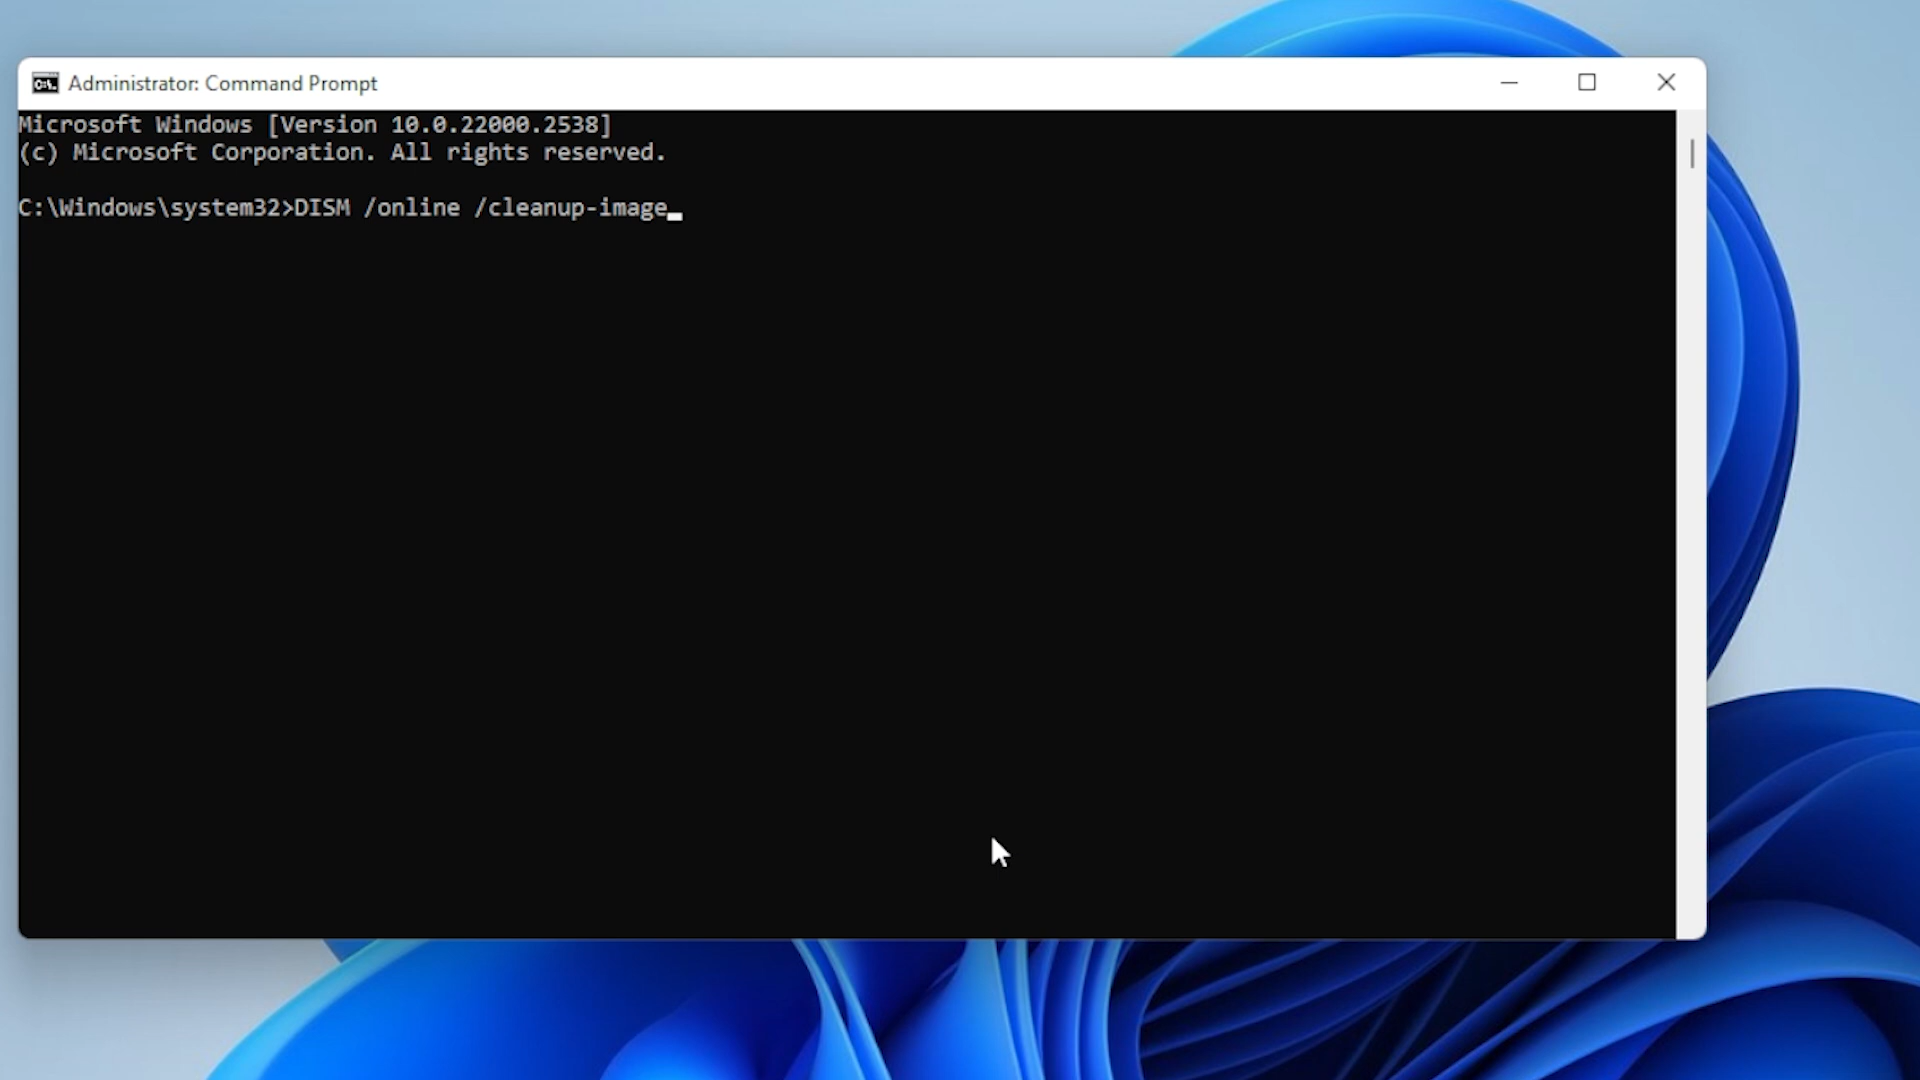 Administrator: Command Prompt
Microsoft Windows [Version 10.0.22000.2538]
(c) Microsoft Corporation. All rights reserved.
C:\Windows\system32>DISM /online /cleanup-image